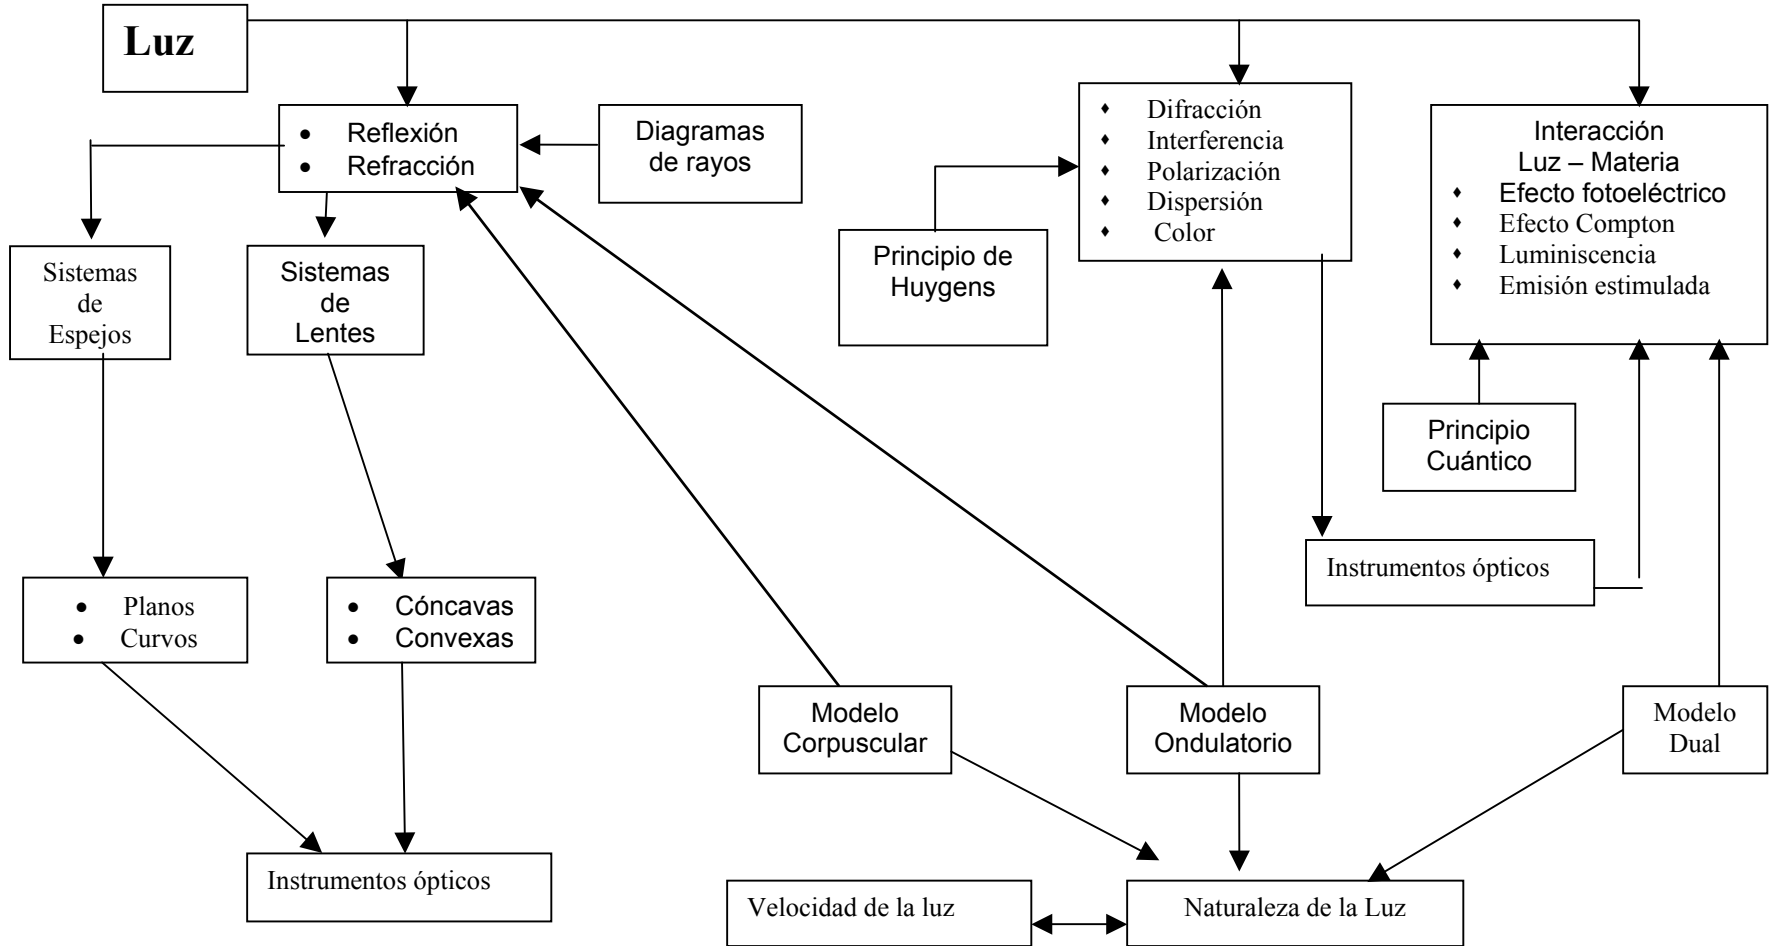 Luz
• Reflexión
• Refracción
Diagramas
de rayos
♦ Difracción
♦ Interferencia
♦ Polarización
♦ Dispersión
♦ Color
Interacción
Luz – Materia
♦ Efecto fotoeléctrico
♦ Efecto Compton
♦ Luminiscencia
♦ Emisión estimulada
Sistemas
de
Espejos
Sistemas
de
Lentes
Principio de
Huygens
Principio
Cuántico
Instrumentos ópticos
• Planos
• Curvos
• Cóncavas
• Convexas
Modelo
Corpuscular
Modelo
Ondulatorio
Modelo
Dual
Instrumentos ópticos
Velocidad de la luz
Naturaleza de la Luz